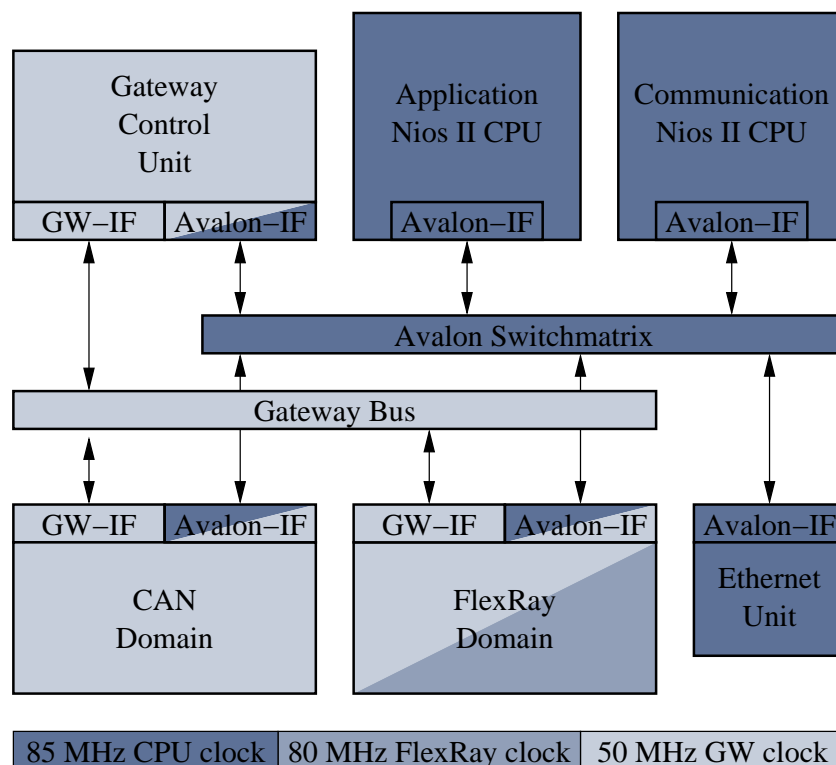 Gateway
Control
Unit
GW−IF
Avalon−IF
Application
Nios II CPU
Avalon−IF
Communication
Nios II CPU
Avalon−IF
Avalon Switchmatrix
Gateway Bus
GW−IF
Avalon−IF
CAN
Domain
GW−IF
Avalon−IF
FlexRay
Domain
Avalon−IF
Ethernet
Unit
85 MHz CPU clock
80 MHz FlexRay clock
50 MHz GW clock